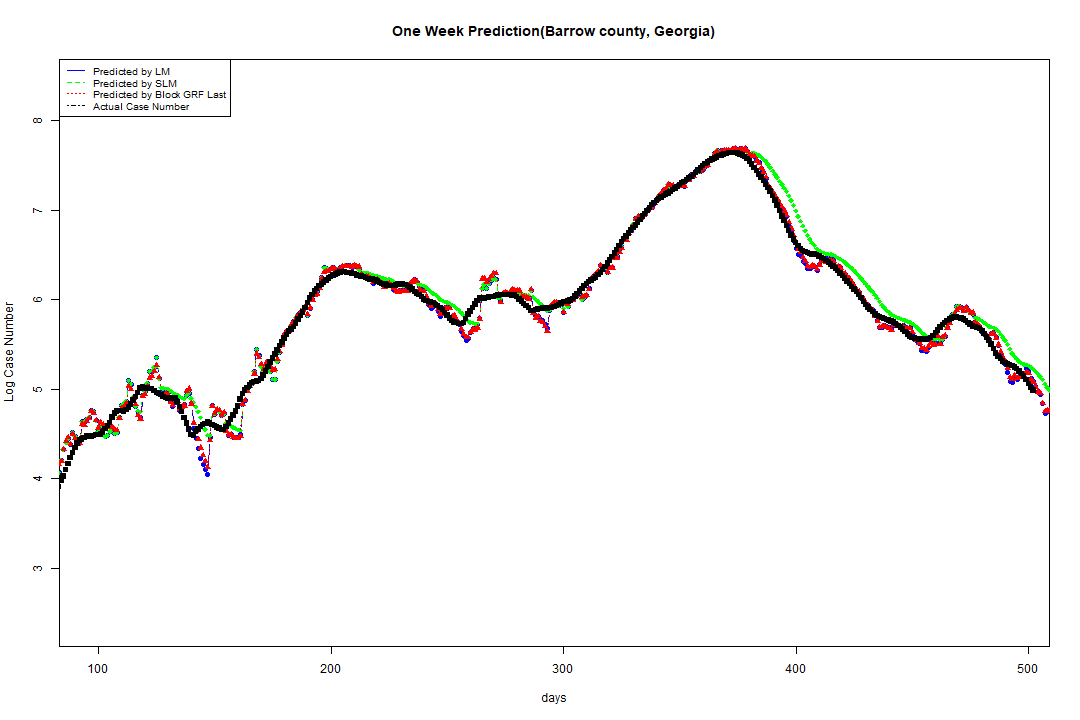 One Week Prediction(Barrow county, Georgia)
Predicted by LM
Predicted by SLM
Predicted by Block GRF Last
Actual Case Number
8
7
6
5
4
3
Log Case Number
100 200 300 400 500
days